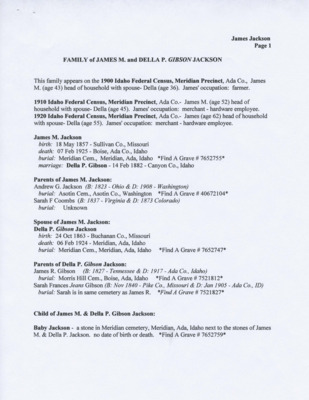 James Jackson
Page 1
FAMILY of JAMES M. and DELLA P. GIBSON JACKSON
This family appears on the 1900 Idaho Federal Census, Meridian Precinct, Ada Co., James
M. (age 43) head of household with spouse- Della (age 36). James' occupation: farmer.
1910 Idaho Federal Census, Meridian Precinct, Ada Co.- James M. (age 52) head of
household with spouse- Della (age 45). James' occupation: merchant - hardware employee.
1920 Idaho Federal Census, Meridian Precinct, Ada Co.- James (age 62) head of household
with spouse- Della (age 55). James' occupation: merchant - hardware employee.
James M. Jackson
birth: 18 May 1857 - Sullivan Co., Missouri
death: 07 Feb 1925 - Boise, Ada Co., Idaho
burial: Meridian Cem., Meridian, Ada, Idaho *Find A Grave # 7652755*
marriage: Della P. Gibson - 14 Feb 1882 - Canyon Co., Idaho
Parents of James M. Jackson:
Andrew G. Jackson (B: 1823 - Ohio & D: 1908 - Washington)
burial: Asotin Cem., Asotin Co., Washington *Find A Grave # 40672104*
Sarah F Coombs (B: 1837 - Virginia & D: 1873 Colorado)
burial: Unknown
Spouse of James M. Jackson:
Della P. Gibson Jackson
birth: 24 Oct 1863 - Buchanan Co., Missouri
death: 06 Feb 1924 - Meridian, Ada, Idaho
burial: Meridian Cem., Meridian, Ada, Idaho *Find A Grave # 7652747*
Parents of Della P. Gibson Jackson:
James R. Gibson (B: 1827 - Tennessee & D: 1917 - Ada Co., Idaho)
burial: Morris Hill Cem., Boise, Ada, Idaho *Find A Grave # 7521812*
Sarah Frances Jeans Gibson (B: Nov 1840 - Pike Co., Missouri & D: Jan 1905 - Ada Co., ID)
burial: Sarah is in same cemetery as James R. *Find A Grave # 7521827*
Child of James M. & Della P. Gibson Jackson:
Baby Jackson - a stone in Meridian cemetery, Meridian, Ada, Idaho next to the stones of James
M. & Della P. Jackson. no date of birth or death. *Find A Grave # 7652759*